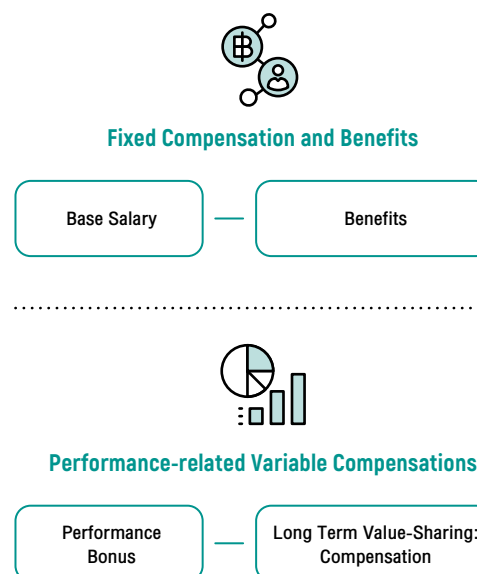 Fixed Compensation and Benefits
Base Salary
Benefits
Performance-related Variable Compensations
Performance
Bonus
Long Term Value-Sharing:
Compensation